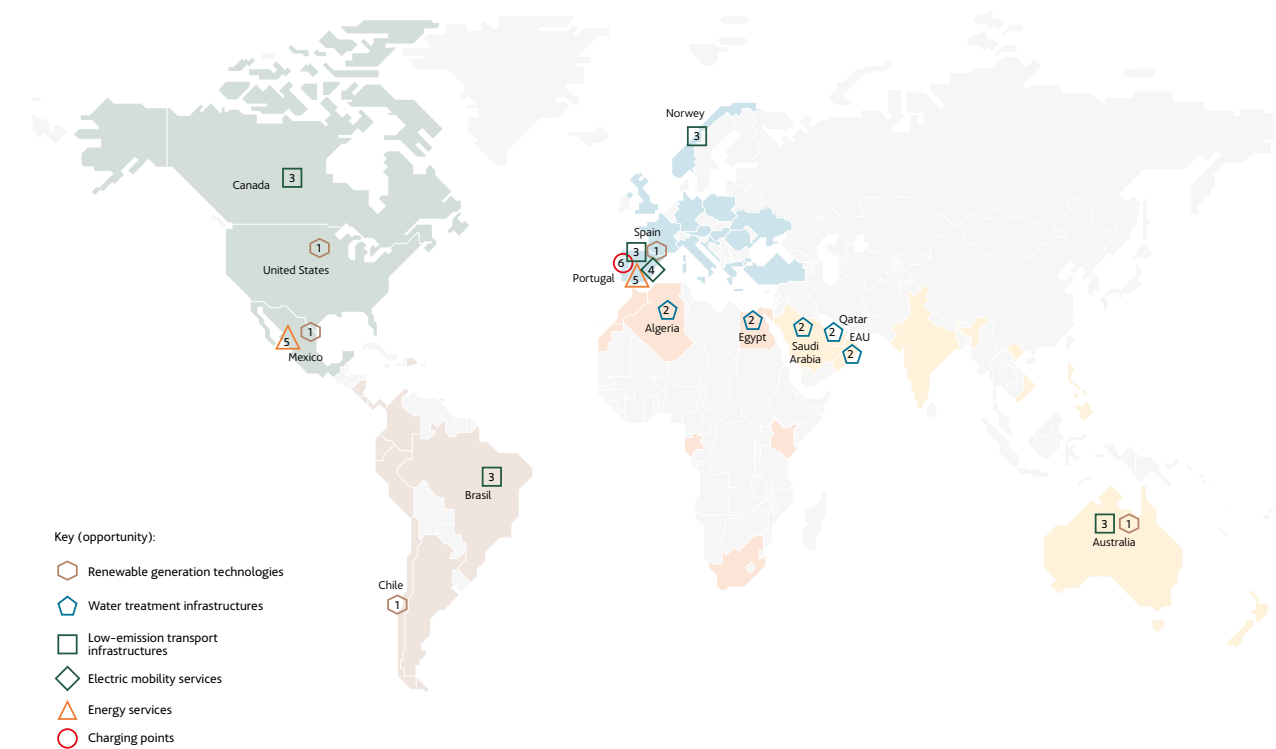 Norwey
3
Canada
3
Spain
1
United States
3
1
6
4
Portugal
5
2
Algeria
2
Egypt
2
Saudi
Arabia
2
Qatar
EAU
2
5
1
Mexico
3
Brasil
3
1
Australia
Chile
1
Key (opportunity):
Renewable generation technologies
Water treatment infrastructures
Low-emission transport
infrastructures
Electric mobility services
Energy services
Charging points